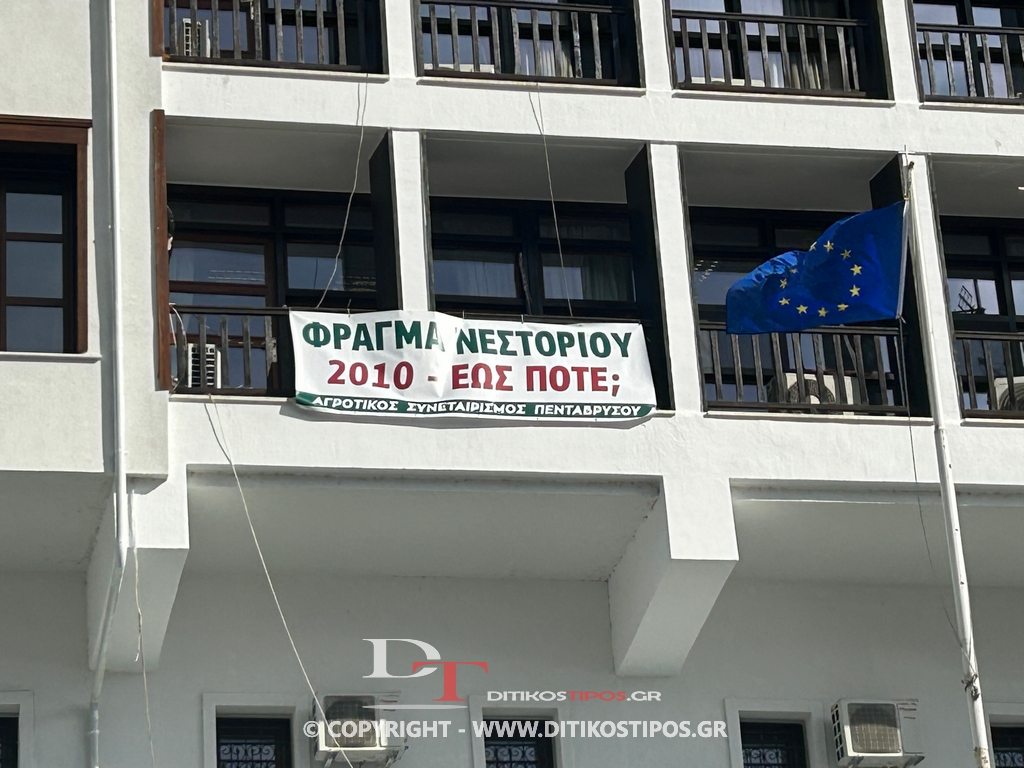 ΦΡΑΓΜΑ ΝΕΣΤΟΡΙΟΥ
2010 - ΕΩΣ ΠΟΤΕ;
ΑΓΡΟΤΙΚΟΣ ΣΥΝΕΤΑΙΡΙΣΜΟΣ ΠΕΝΤΑΒΡΥΣΟΥ
DT DITIKOSTIPOS.GR
© COPYRIGHT - WWW.DITIKOSTIPOS.GR